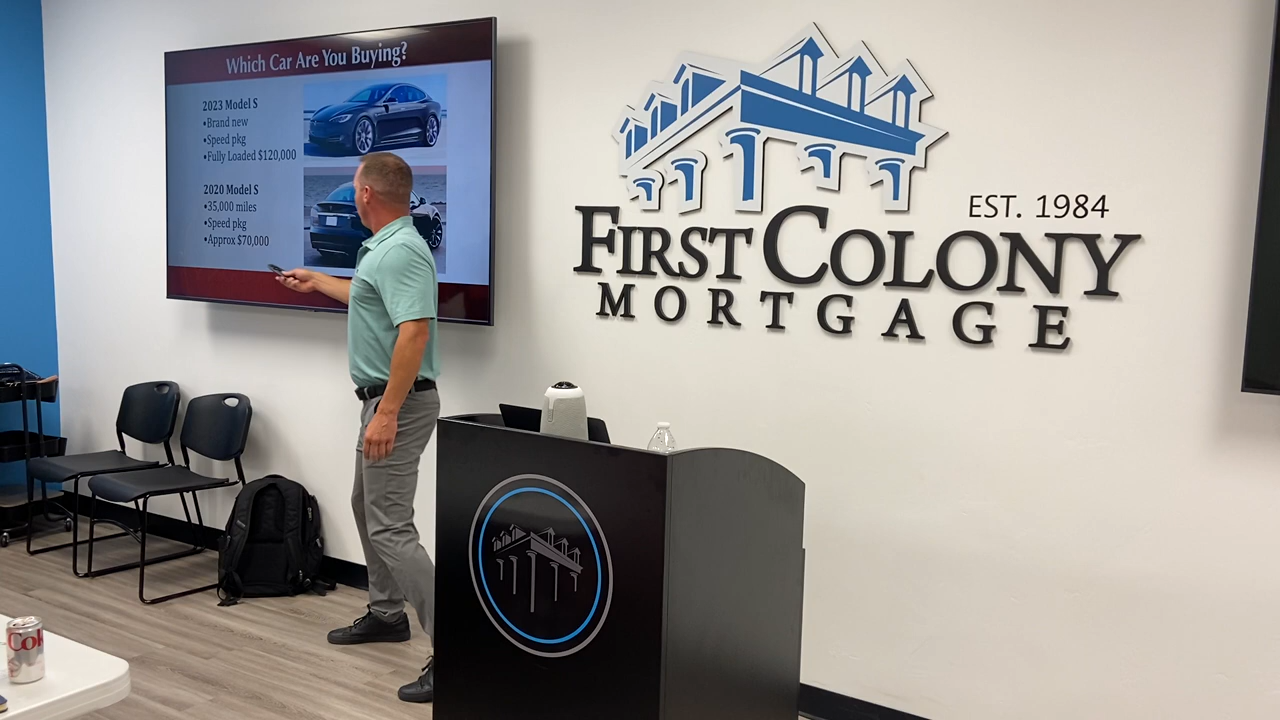 Which Car Are You Buying?
2023 Model S
•Brand new
•Speed pkg
•Fully Loaded $120,000
2020 Model S
•35,000 miles
•Speed pkg
•Approx $70,000
EST. 1984
FIRST COLONY
MORTGAGE
Cok